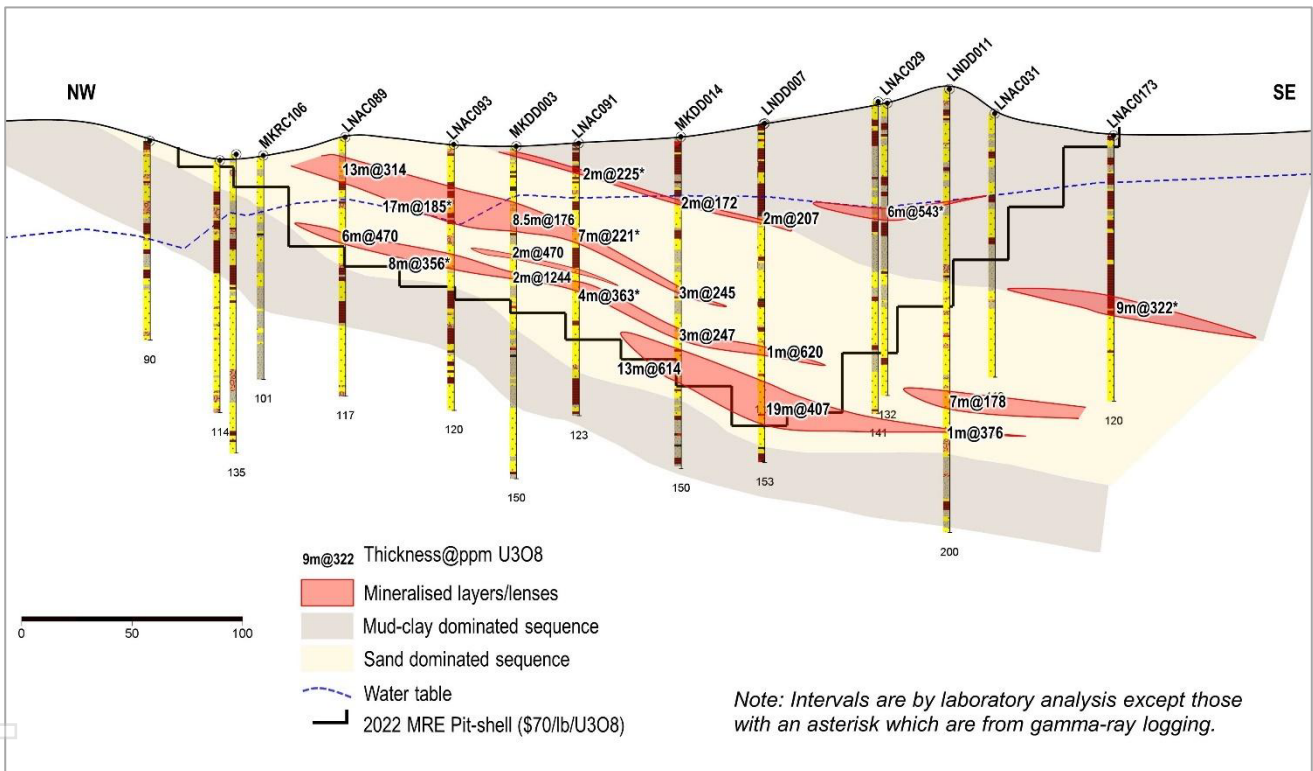 NW
SE
MKRC106
LNAC089
LNAC093
MKDD003
LNAC091
MKDD014
LNDD007
LNAC029
LNDD011
LNAC031
LNAC0173
13m@314
17m@185*
6m@470
8m@356*
8.5m@176
2m@470
2m@1244
2m@225*
7m@221*
4m@363*
2m@172
3m@245
3m@247
13m@614
2m@207
1m@620
19m@407
6m@543*
7m@178
1m@376
9m@322*
90
114
135
101
117
120
150
123
150
153
141
132
200
120
9m@322 Thickness@ppm U3O8
Mineralised layers/lenses
Mud-clay dominated sequence
Sand dominated sequence
Water table
2022 MRE Pit-shell ($70/lb/U3O8)
0 50 100
Note: Intervals are by laboratory analysis except those
with an asterisk which are from gamma-ray logging.